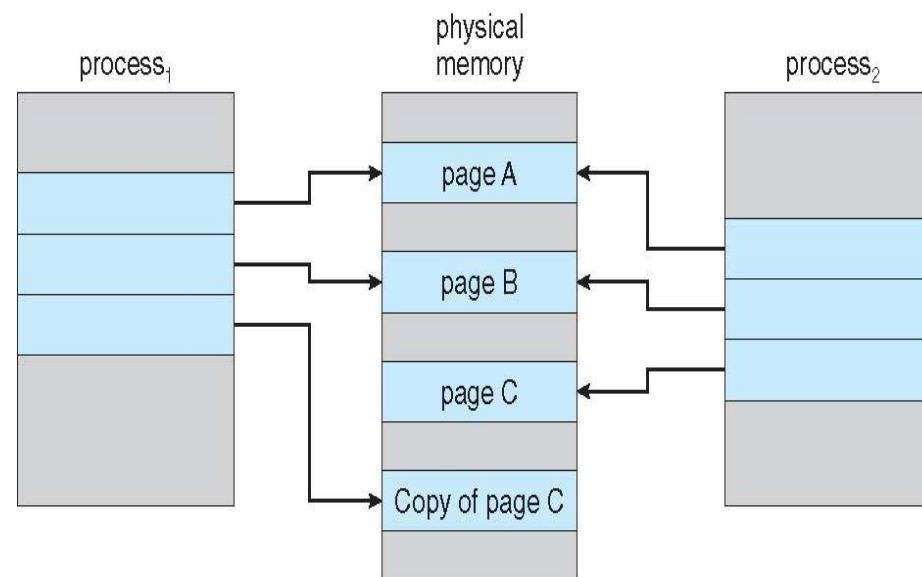 process₁
physical
memory
process₂
page A
page B
page C
Copy of page C